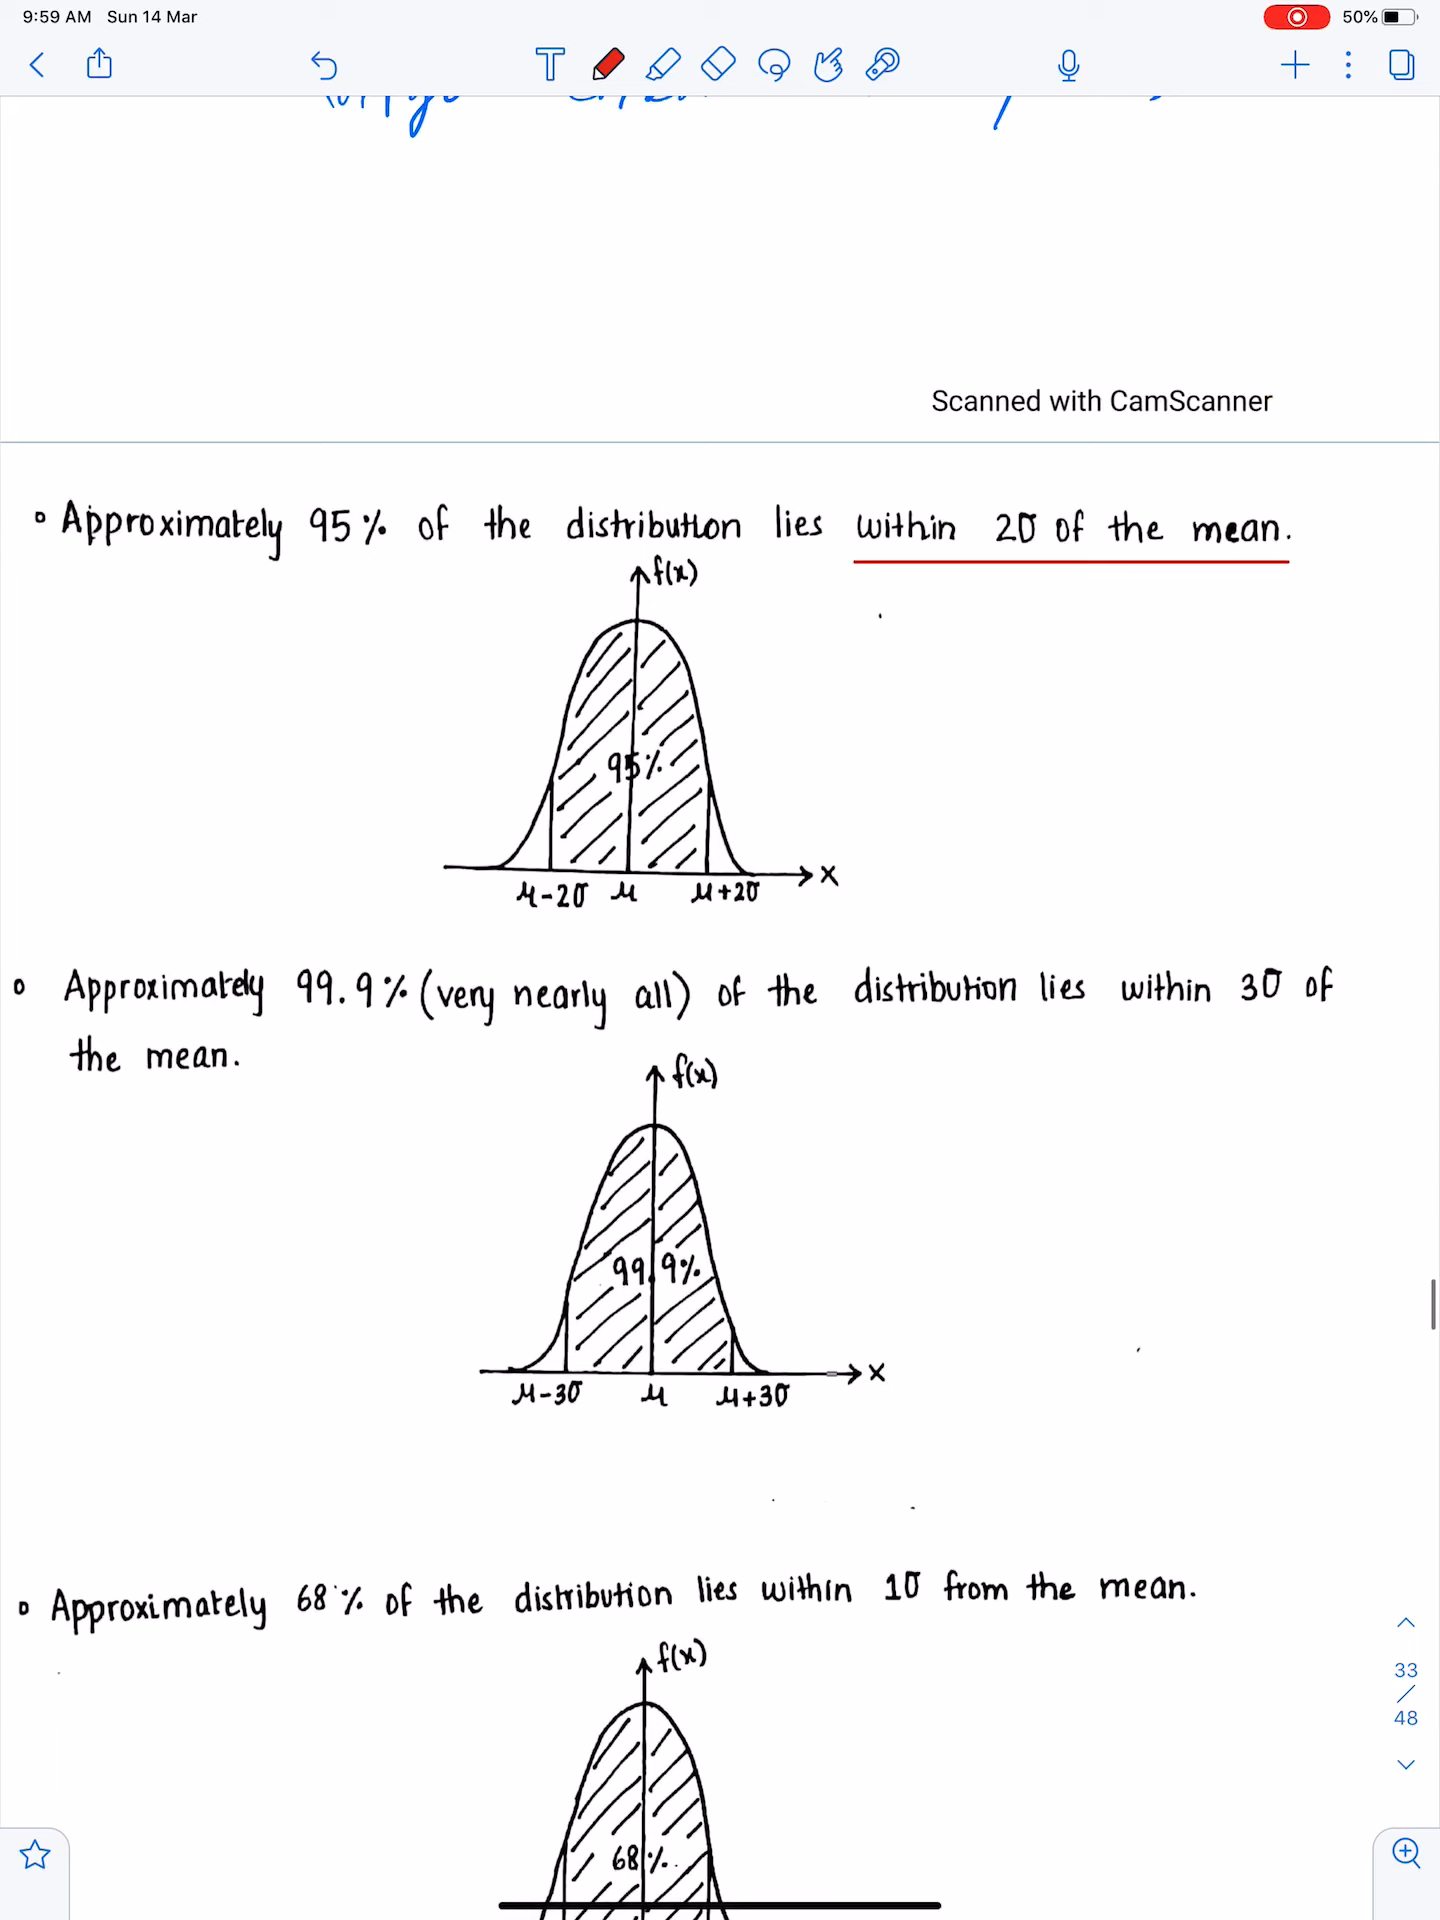 9:59 AM Sun 14 Mar
50%
Scanned with CamScanner
Approximately 95% of the distribution lies within 2σ of the mean.
f(x)
95%
x
μ-2σ μ μ+2σ
Approximately 99.9% (very nearly all) of the distribution lies within 3σ of
the mean.
f(x)
99.9%
x
μ-3σ μ μ+3σ
Approximately 68% of the distribution lies within 1σ from the mean.
f(x)
33
/
48
68%